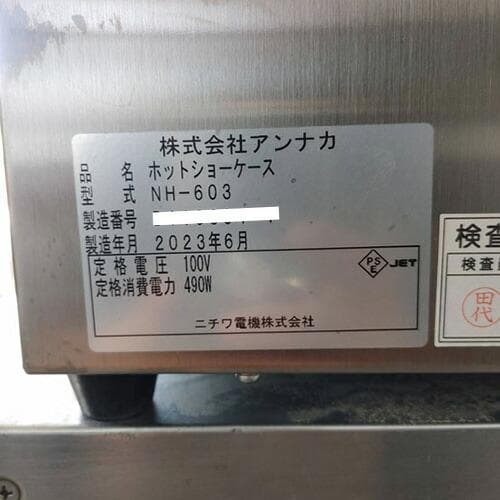 株式会社アンナカ
品名 ホットショーケース
型式 NH-603
製造番号
製造年月 2023年6月
定格電圧 100V
定格消費電力 490W
PS
E
JET
ニチワ電機株式会社
検査
検査
田代